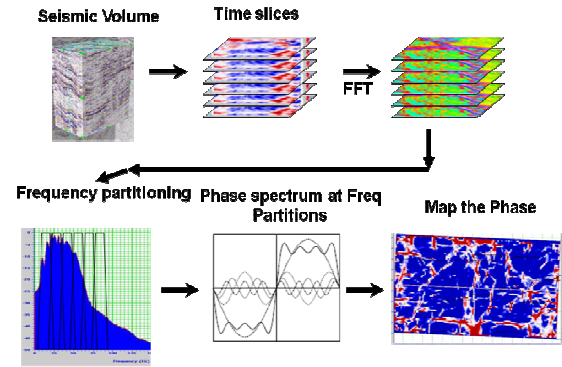 Seismic Volume
Time slices
FFT
Frequency partitioning
Phase spectrum at Freq
Partitions
Map the Phase
Frequency (Hz)